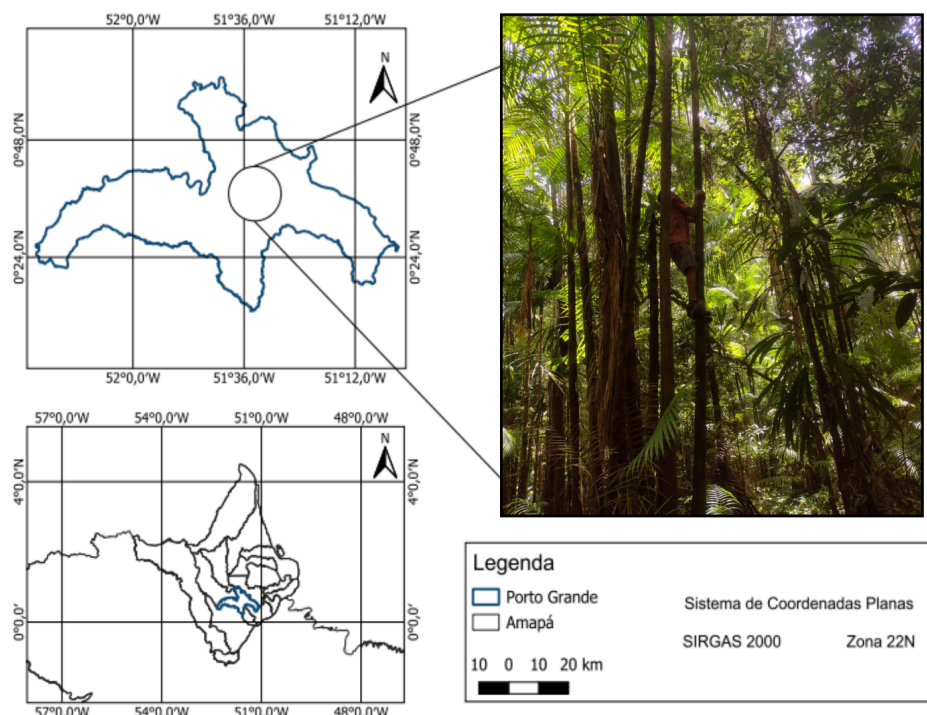 52°0,0'W 51°36,0'W 51°12,0'W
N
0°48,0'N 0°48,0'N
0°24,0'N 0°24,0'N
52°0,0'W 51°36,0'W 51°12,0'W
57°0,0'W 54°0,0'W 51°0,0'W 48°0,0'W
N
4°0,0'N 4°0,0'N
0°0,0' 0°0,0'
57°0,0'W 54°0,0'W 51°0,0'W 48°0,0'W
Legenda
Porto Grande
Amapá
Sistema de Coordenadas Planas
SIRGAS 2000 Zona 22N
10 0 10 20 km